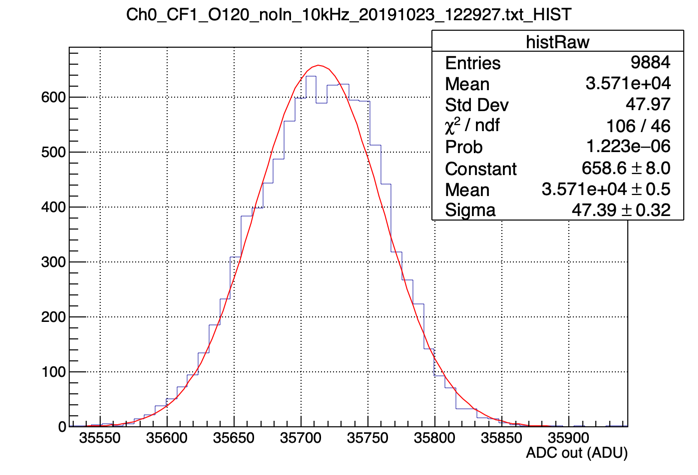 Ch0_CF1_O120_noIn_10kHz_20191023_122927.txt_HIST
histRaw
Entries 9884
Mean 3.571e+04
Std Dev 47.97
χ² / ndf 106 / 46
Prob 1.223e−06
Constant 658.6 ± 8.0
Mean 3.571e+04 ± 0.5
Sigma 47.39 ± 0.32
600
500
400
300
200
100
0
35550 35600 35650 35700 35750 35800 35850 35900
ADC out (ADU)